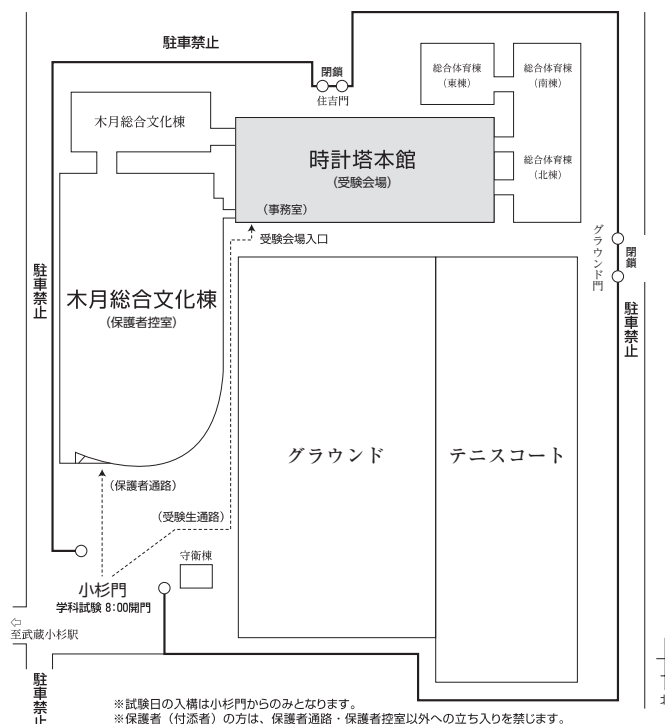 駐車禁止
閉鎖
住吉門
総合体育棟
（東棟）
総合体育棟
（南棟）
木月総合文化棟
時計塔本館
（受験会場）
総合体育棟
（北棟）
（事務室）
受験会場入口
グラウンド門
閉鎖
駐車禁止
木月総合文化棟
（保護者控室）
駐車禁止
グラウンド
テニスコート
（保護者通路）
（受験生通路）
守衛棟
小杉門
学科試験 8:00開門
⇦
至武蔵小杉駅
駐車禁止
※試験日の入構は小杉門からのみとなります。
※保護者（付添者）の方は、保護者通路・保護者控室以外への立ち入りを禁じます。